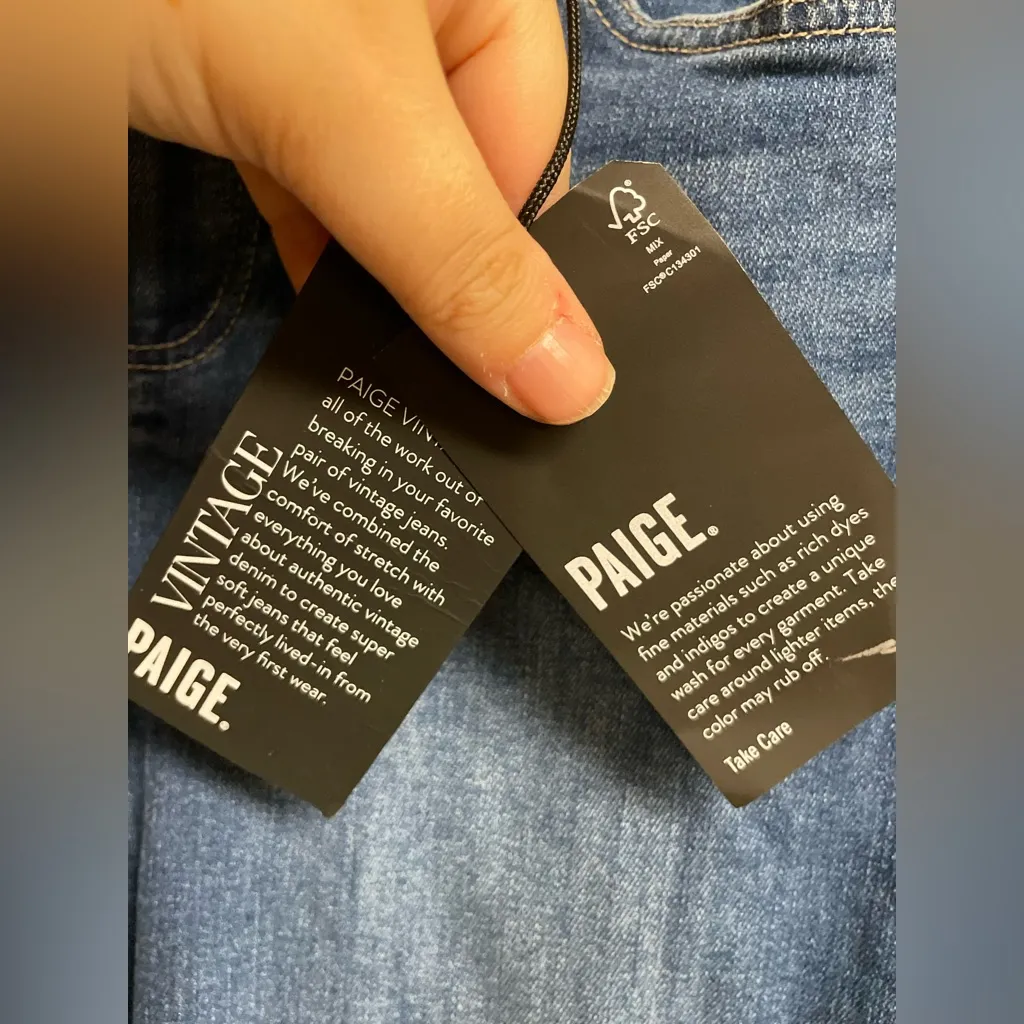 PAIGE VIN
all of the work out of
breaking in your favorite
pair of vintage jeans.
We've combined the
comfort of stretch with
everything you love
about authentic vintage
denim to create super
soft jeans that feel
perfectly lived-in from
the very first wear.
VINTAGE
PAIGE.
FSC
MIX
Paper
FSC® C134301
PAIGE®
We're passionate about using
fine materials such as rich dyes
and indigos to create a unique
wash for every garment. Take
care around lighter items, the
color may rub off.
Take Care